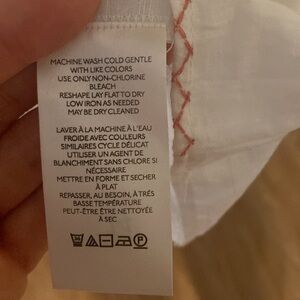 MACHINE WASH COLD GENTLE
WITH LIKE COLORS
USE ONLY NON-CHLORINE
BLEACH
RESHAPE LAY FLAT TO DRY
LOW IRON AS NEEDED
MAY BE DRY CLEANED
LAVER À LA MACHINE À L'EAU
FROIDE AVEC COULEURS
SIMILAIRES CYCLE DÉLICAT
UTILISER UN AGENT DE
BLANCHIMENT SANS CHLORE SI
NÉCESSAIRE
METTRE EN FORME ET SÉCHER
À PLAT
REPASSER, AU BESOIN, À TRÉS
BASSE TEMPÉRATURE
PEUT-ÊTRE ÊTRE NETTOYÉE
À SEC
P